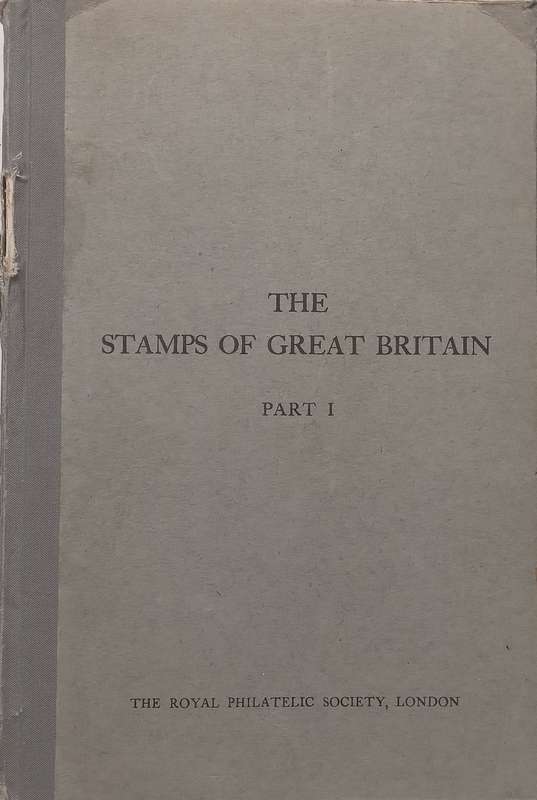 THE
STAMPS OF GREAT BRITAIN
PART I
THE ROYAL PHILATELIC SOCIETY, LONDON